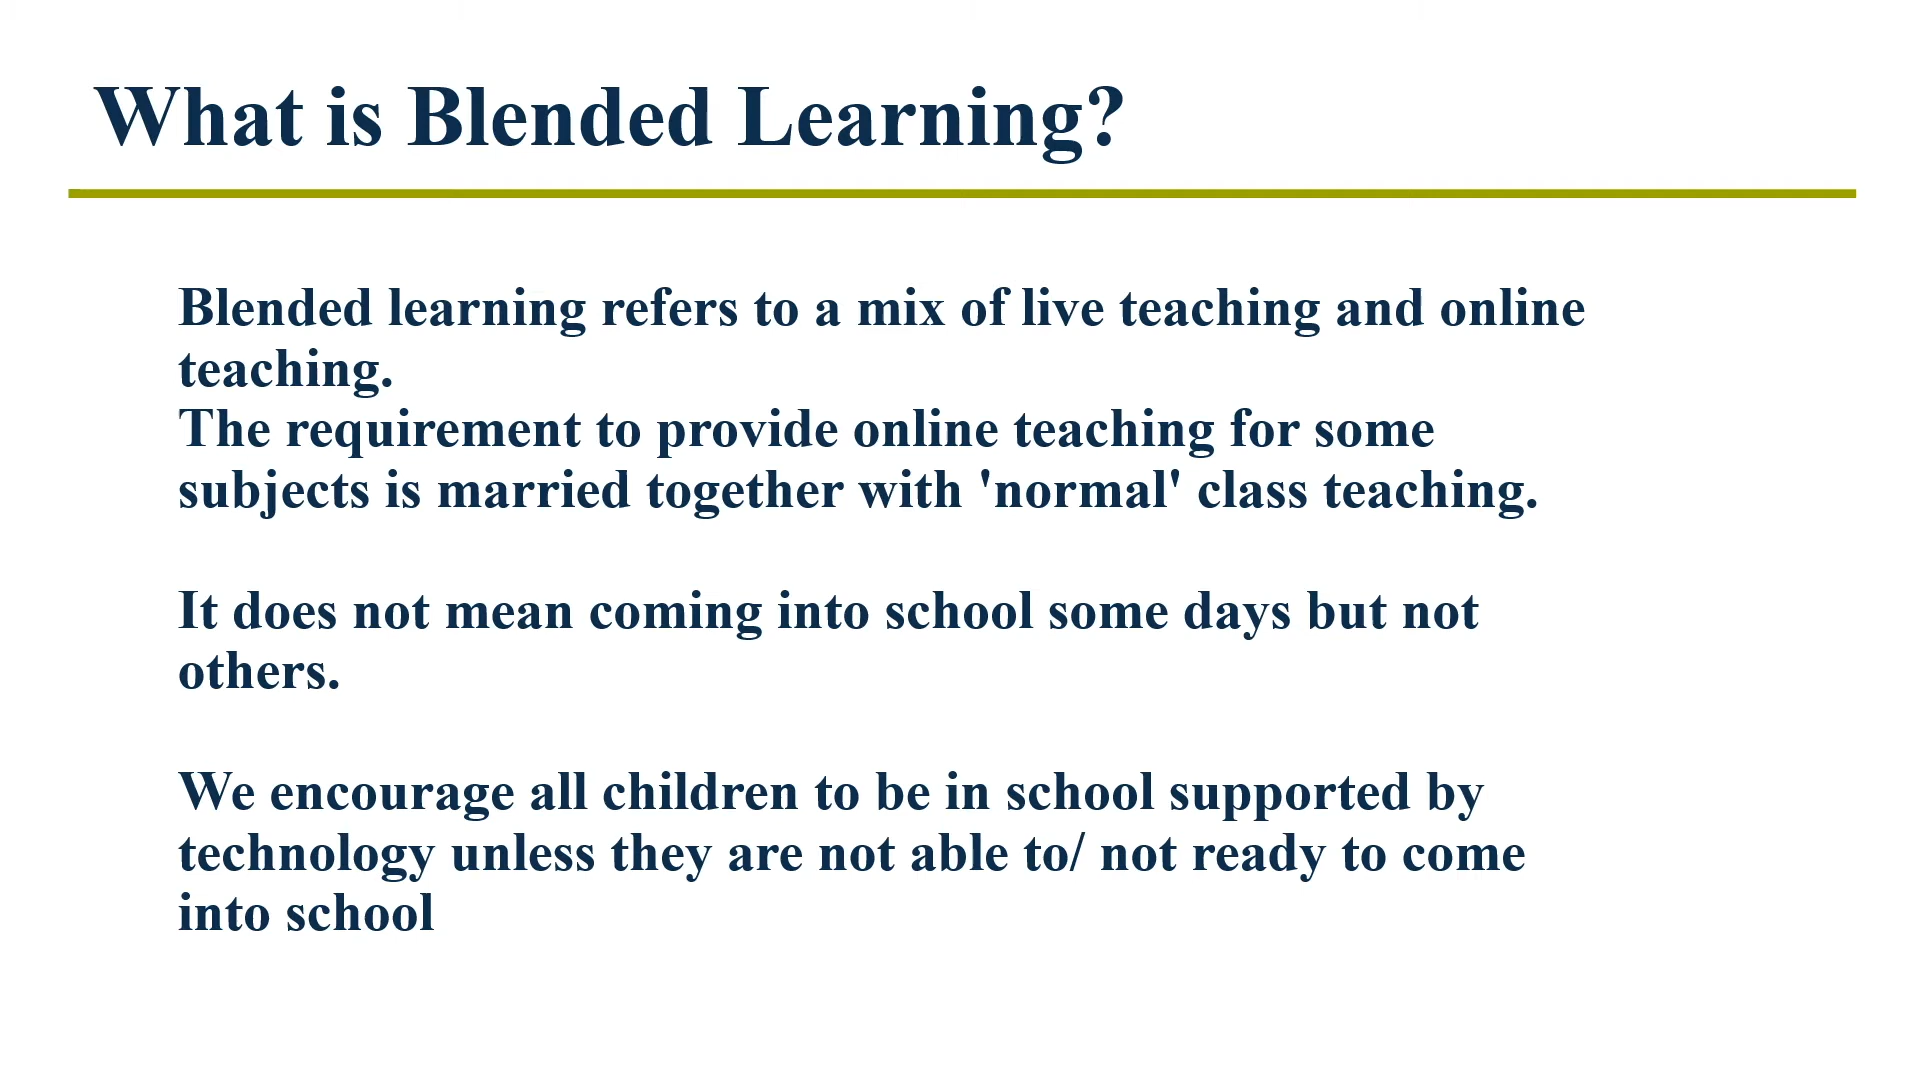 What is Blended Learning?
Blended learning refers to a mix of live teaching and online
teaching.
The requirement to provide online teaching for some
subjects is married together with 'normal' class teaching.
It does not mean coming into school some days but not
others.
We encourage all children to be in school supported by
technology unless they are not able to/ not ready to come
into school